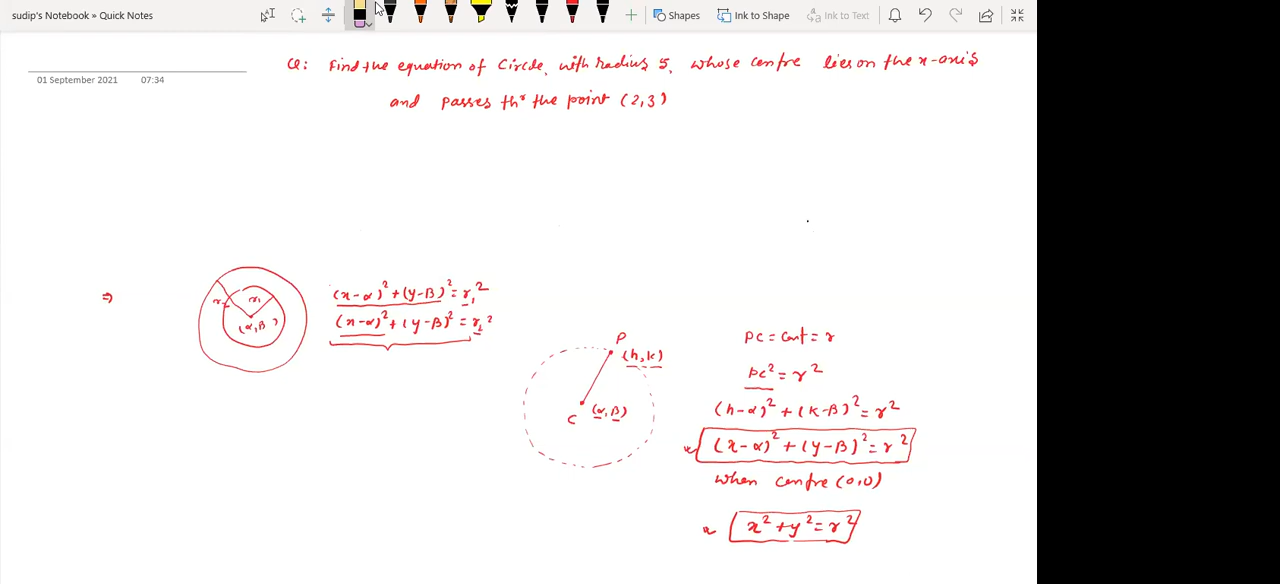 sudip's Notebook » Quick Notes
Shapes
Ink to Shape
Ink to Text
Q: Find the equation of Circle, with radius 5, whose centre lies on the x-axis
01 September 2021 07:34
and passes thr the point (2,3)
⇒
r₂ r₁
(α,β)
(x-α)²+(y-β)²=r₁²
(x-α)²+(y-β)²=r₂²
P
(h,k)
C (α,β)
PC = Cont = r
PC² = r²
(h-α)²+(k-β)²=r²
(x-α)²+(y-β)²=r²
when centre (0,0)
x²+y²=r²